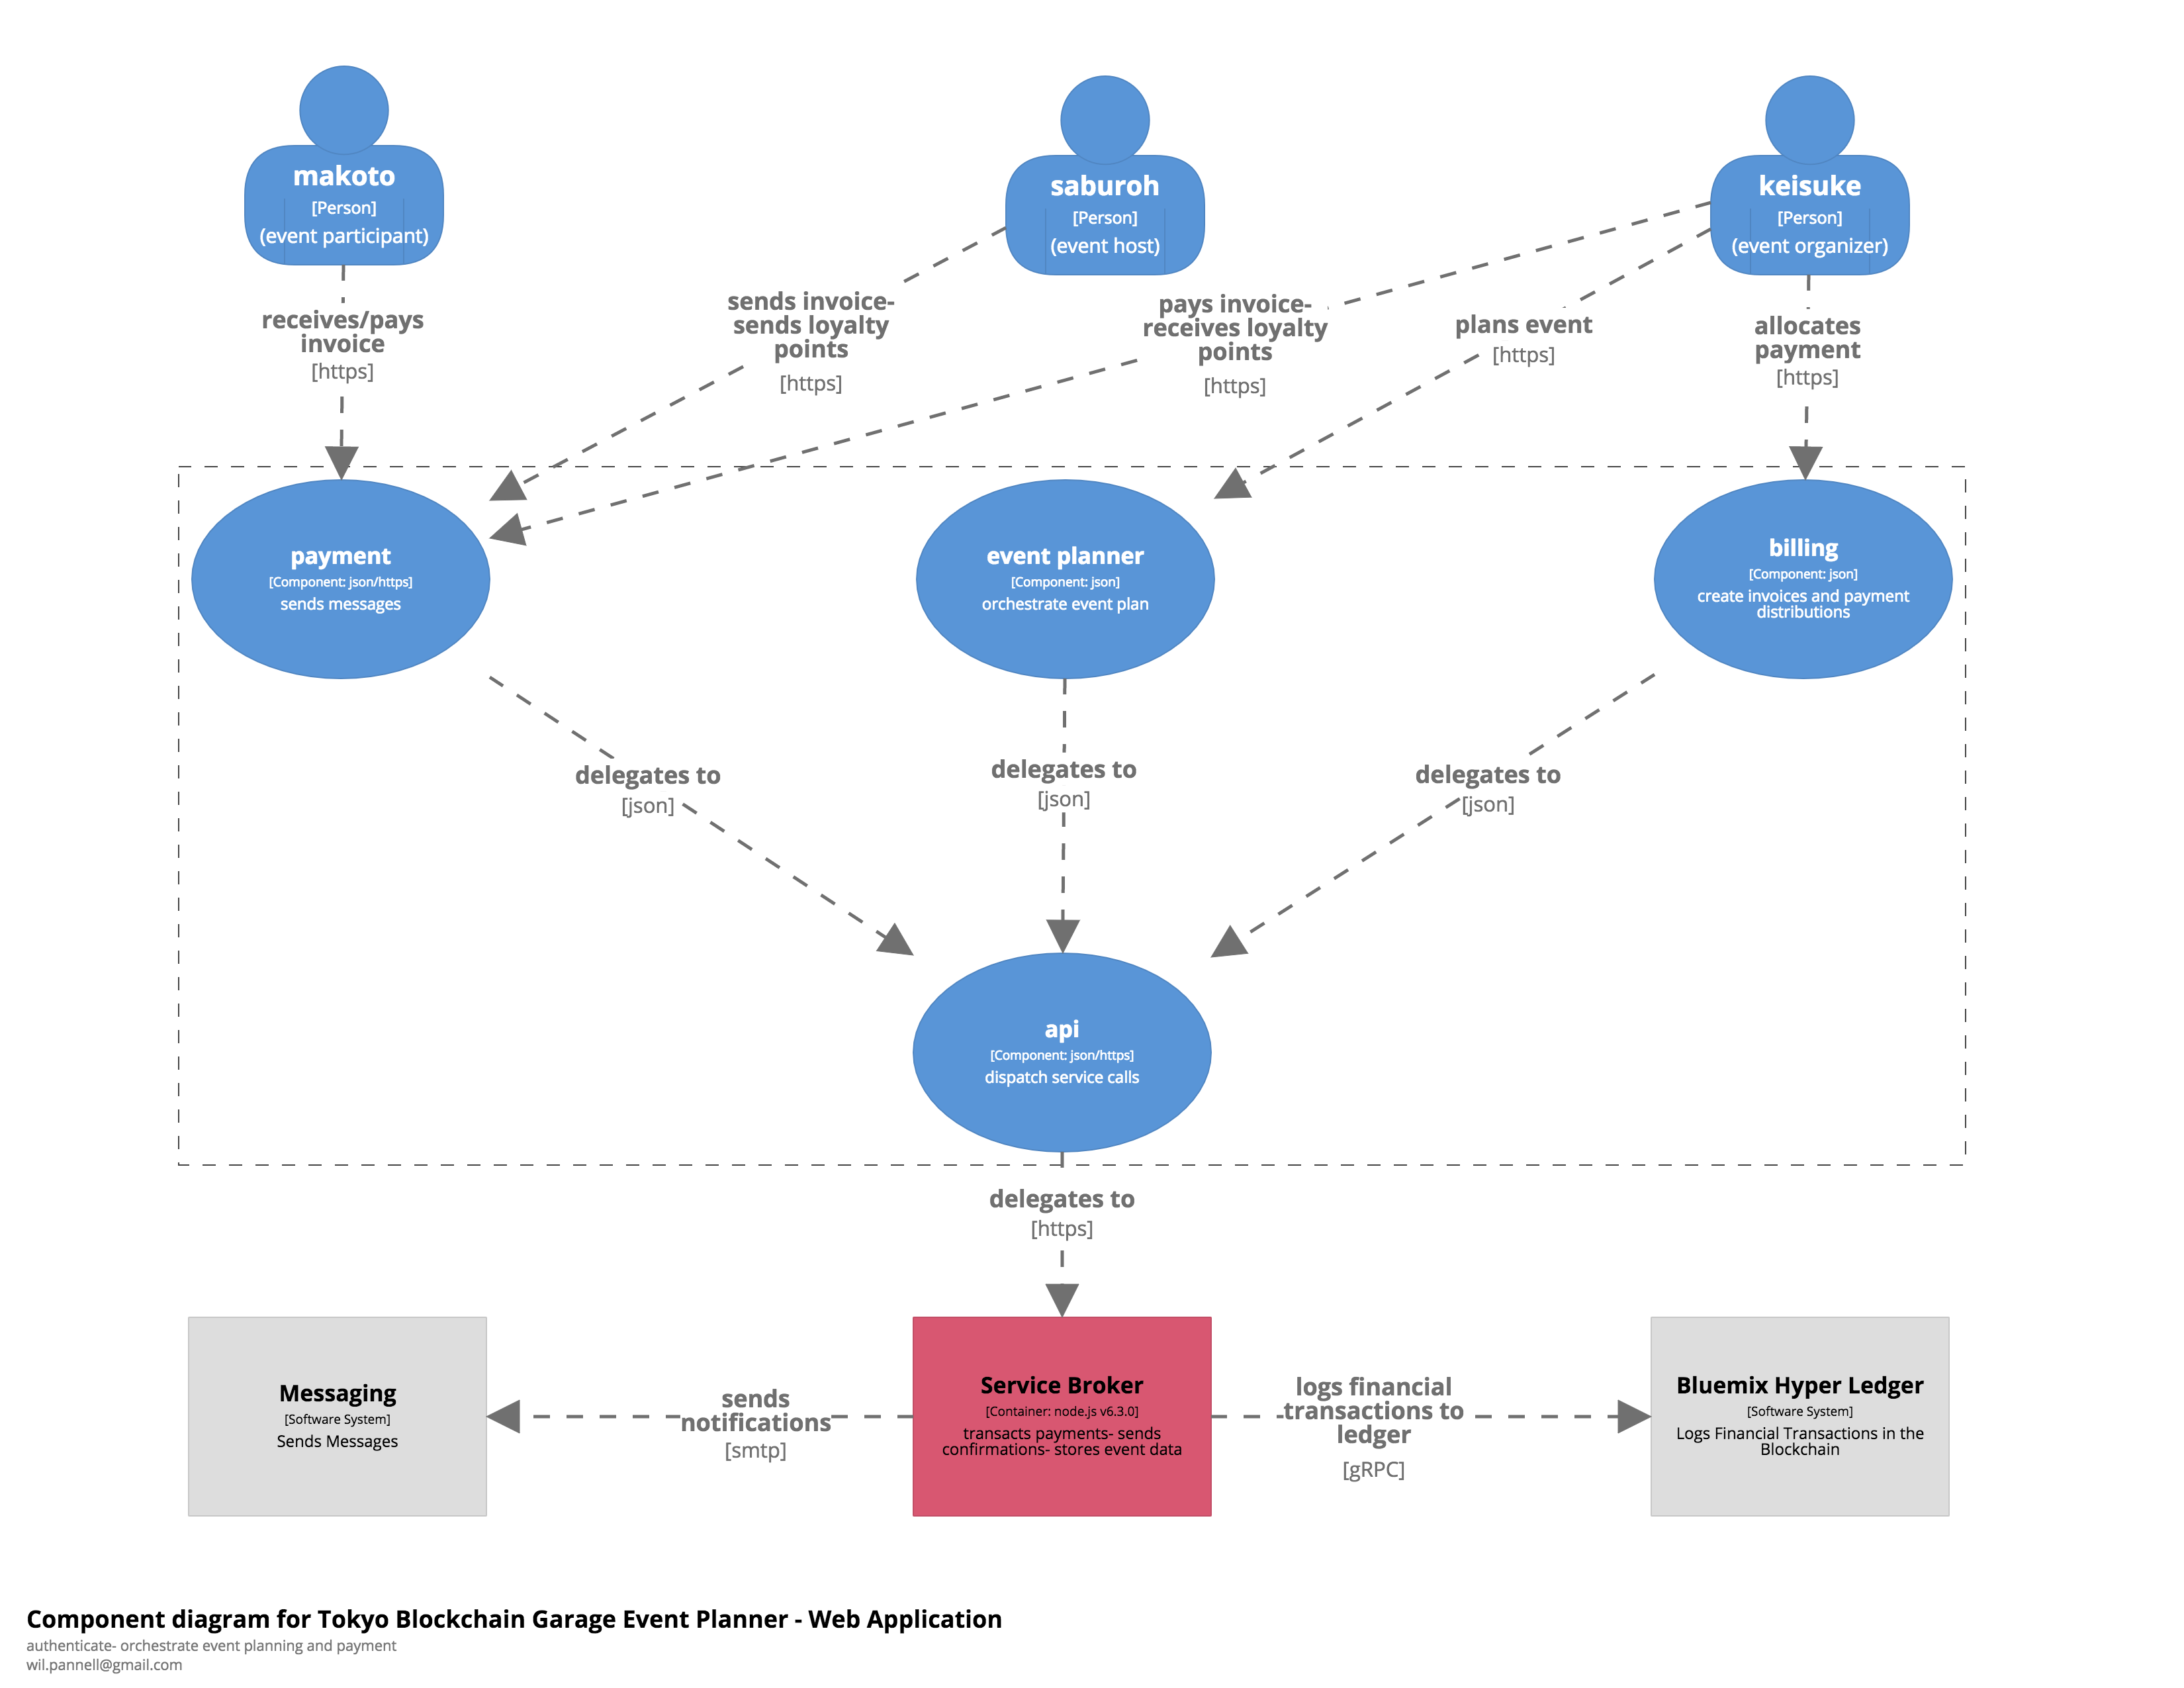 makoto
[Person]
(event participant)
saburoh
[Person]
(event host)
keisuke
[Person]
(event organizer)
receives/pays
invoice
[https]
sends invoice-
sends loyalty
points
[https]
pays invoice-
receives loyalty
points
[https]
plans event
[https]
allocates
payment
[https]
payment
[Component: json/https]
sends messages
event planner
[Component: json]
orchestrate event plan
billing
[Component: json]
create invoices and payment
distributions
delegates to
[json]
delegates to
[json]
delegates to
[json]
api
[Component: json/https]
dispatch service calls
delegates to
[https]
Messaging
[Software System]
Sends Messages
sends
notifications
[smtp]
Service Broker
[Container: node.js v6.3.0]
transacts payments- sends
confirmations- stores event data
logs financial
transactions to
ledger
[gRPC]
Bluemix Hyper Ledger
[Software System]
Logs Financial Transactions in the
Blockchain
Component diagram for Tokyo Blockchain Garage Event Planner - Web Application
authenticate- orchestrate event planning and payment
wil.pannell@gmail.com